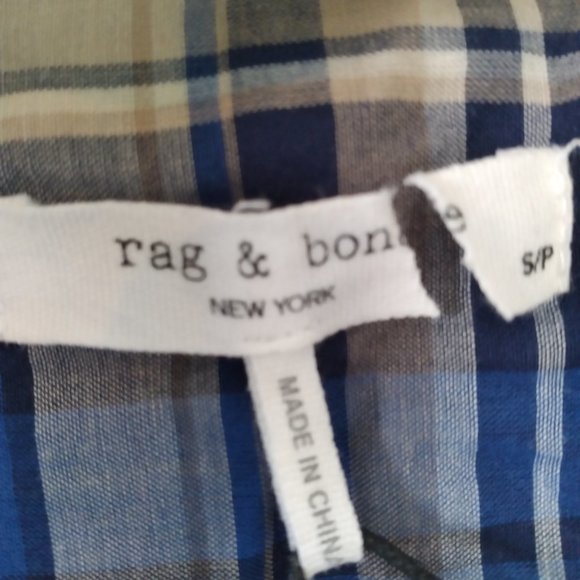 rag & bone
S/P
NEW YORK
MADE IN CHINA